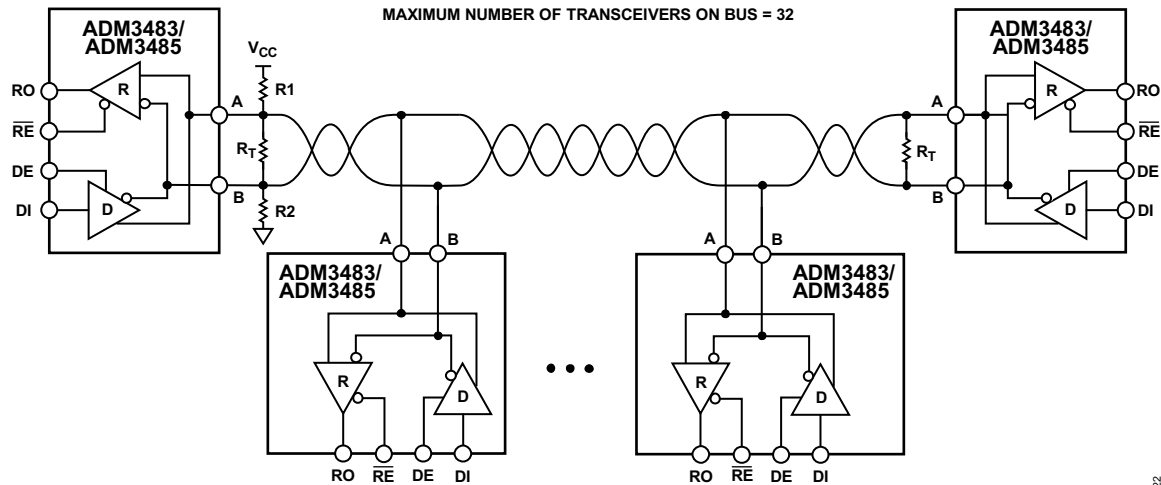 MAXIMUM NUMBER OF TRANSCEIVERS ON BUS = 32
ADM3483/
ADM3485
RO
R
RE
DE
D
DI
A
B
VCC
R1
RT
R2
RT
ADM3483/
ADM3485
A
B
R
RO
RE
DE
D
DI
A
B
ADM3483/
ADM3485
R
D
RO
RE
DE
DI
...
A
B
ADM3483/
ADM3485
R
D
RO
RE
DE
DI
22